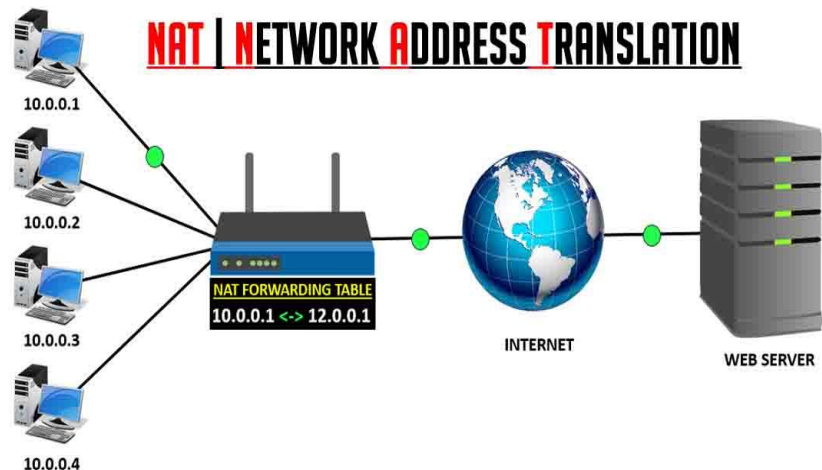 NAT | NETWORK ADDRESS TRANSLATION
10.0.0.1
10.0.0.2
10.0.0.3
10.0.0.4
NAT FORWARDING TABLE
10.0.0.1 <-> 12.0.0.1
INTERNET
WEB SERVER